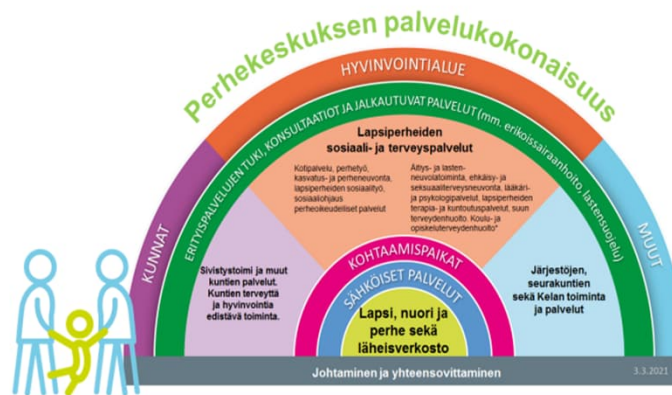 Perhekeskuksen palvelukokonaisuus
HYVINVOINTIALUE
KUNNAT
MUUT
ERITYISPALVELUJEN TUKI, KONSULTAATIOT JA JALKAUTUVAT PALVELUT (mm. erikoissairaanhoito, lastensuojelu)
Lapsiperheiden
sosiaali- ja terveyspalvelut
Kotipalvelu, perhetyö,
kasvatus- ja perheneuvonta,
lapsiperheiden sosiaalityö,
sosiaaliohjaus
perheoikeudelliset palvelut
Äitiys- ja lasten-
neuvolatoiminta, ehkäisy- ja
seksuaaliterveysneuvonta, lääkäri-
ja psykologipalvelut, lapsiperheiden
terapia- ja kuntoutuspalvelut, suun
terveydenhuolto. Koulu- ja
opiskeluterveydenhuolto*
Sivistystoimi ja muut
kuntien palvelut.
Kuntien terveyttä
ja hyvinvointia
edistävä toiminta.
KOHTAAMISPAIKAT
SÄHKÖISET PALVELUT
Lapsi, nuori ja
perhe sekä
läheisverkosto
Järjestöjen,
seurakuntien
sekä Kelan toiminta
ja palvelut
Johtaminen ja yhteensovittaminen
3.3.2021